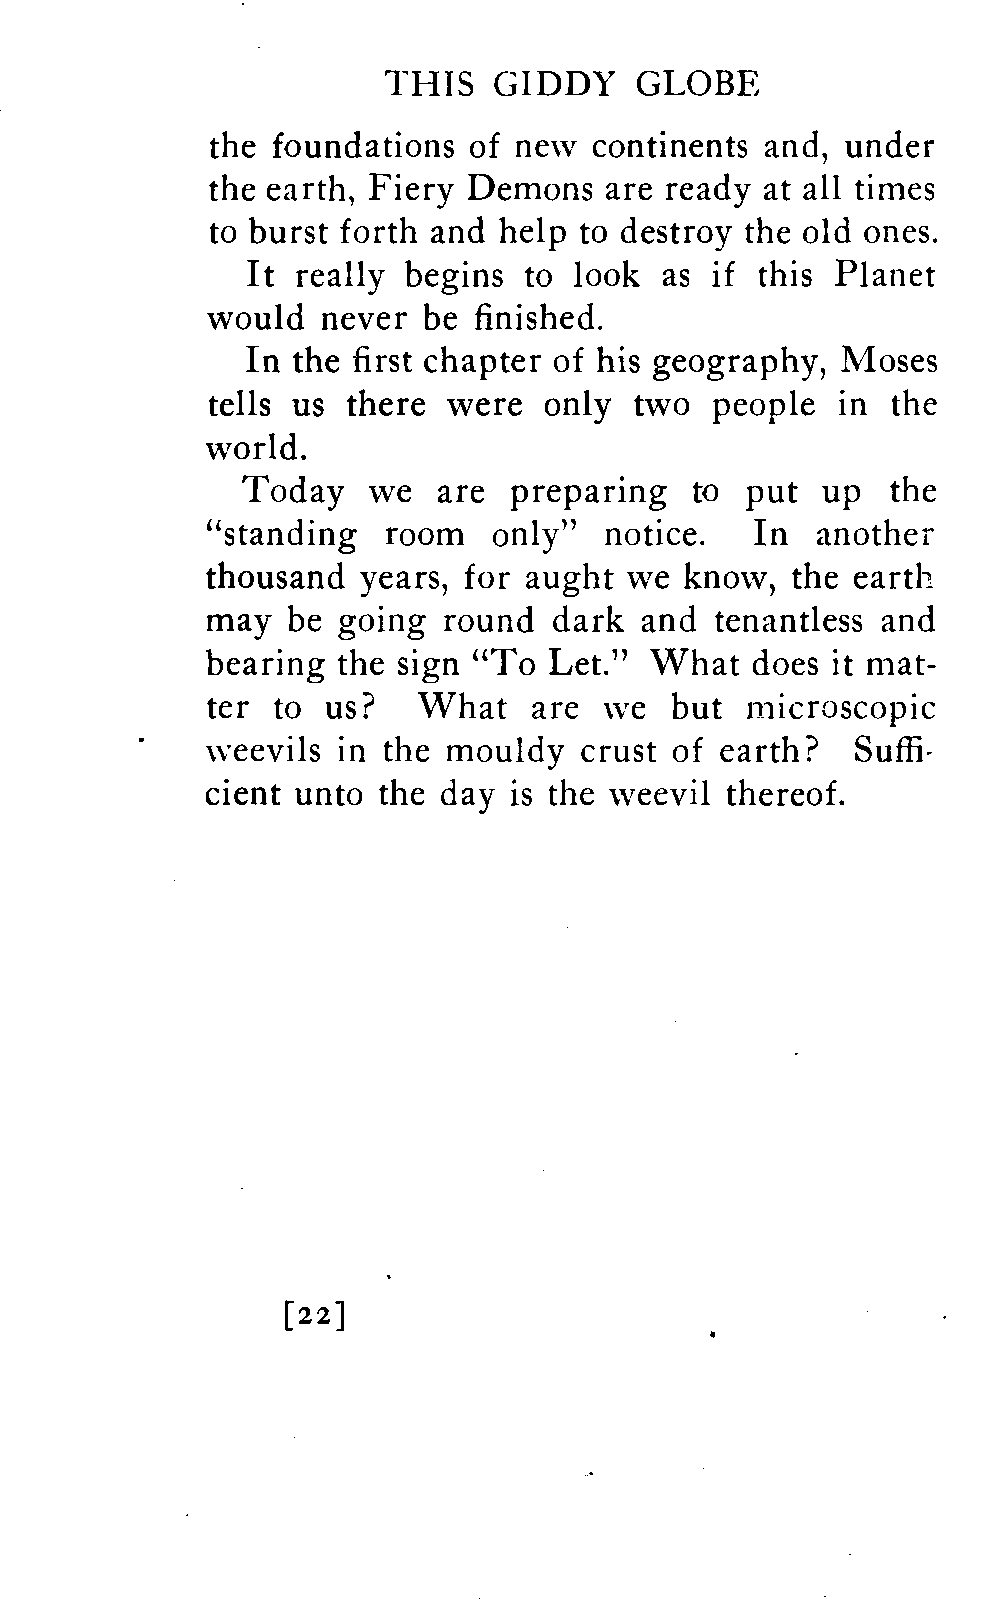 THIS GIDDY GLOBE
the foundations of new continents and, under
the earth, Fiery Demons are ready at all times
to burst forth and help to destroy the old ones.
It really begins to look as if this Planet
would never be finished.
In the first chapter of his geography, Moses
tells us there were only two people in the
world.
Today we are preparing to put up the
“standing room only” notice. In another
thousand years, for aught we know, the earth
may be going round dark and tenantless and
bearing the sign “To Let.” What does it mat-
ter to us? What are we but microscopic
weevils in the mouldy crust of earth? Suffi-
cient unto the day is the weevil thereof.
[22]